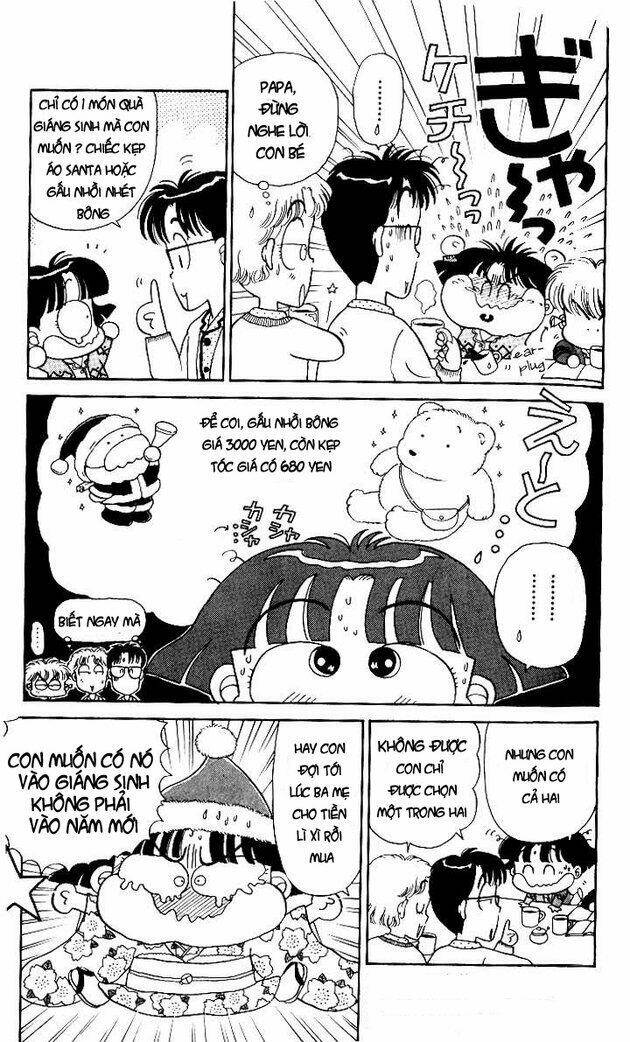 ぎゃ〜っ
ケチ〜〜っ
PAPA,
ĐỪNG
NGHE LỜI
CON BÉ
ear-
plug
CHỈ CÓ 1 MÓN QUÀ
GIÁNG SINH MÀ CON
MUỐN ? CHIẾC KẸP
ÁO SANTA HOẶC
GẤU NHỒI NHÉT
BÔNG
え〜と
ĐỂ COI, GẤU NHỒI BÔNG
GIÁ 3000 YEN, CÒN KẸP
TÓC GIÁ CÓ 680 YEN
カシャ
カシャ
BIẾT NGAY MÀ
NHƯNG CON
MUỐN CÓ
CẢ HAI
KHÔNG ĐƯỢC
CON CHỈ
ĐƯỢC CHỌN
MỘT TRONG HAI
HAY CON
ĐỢI TỚI
LÚC BA MẸ
CHO TIỀN
LÌ XÌ RỒI
MUA
CON MUỐN CÓ NÓ
VÀO GIÁNG SINH
KHÔNG PHẢI
VÀO NĂM MỚI